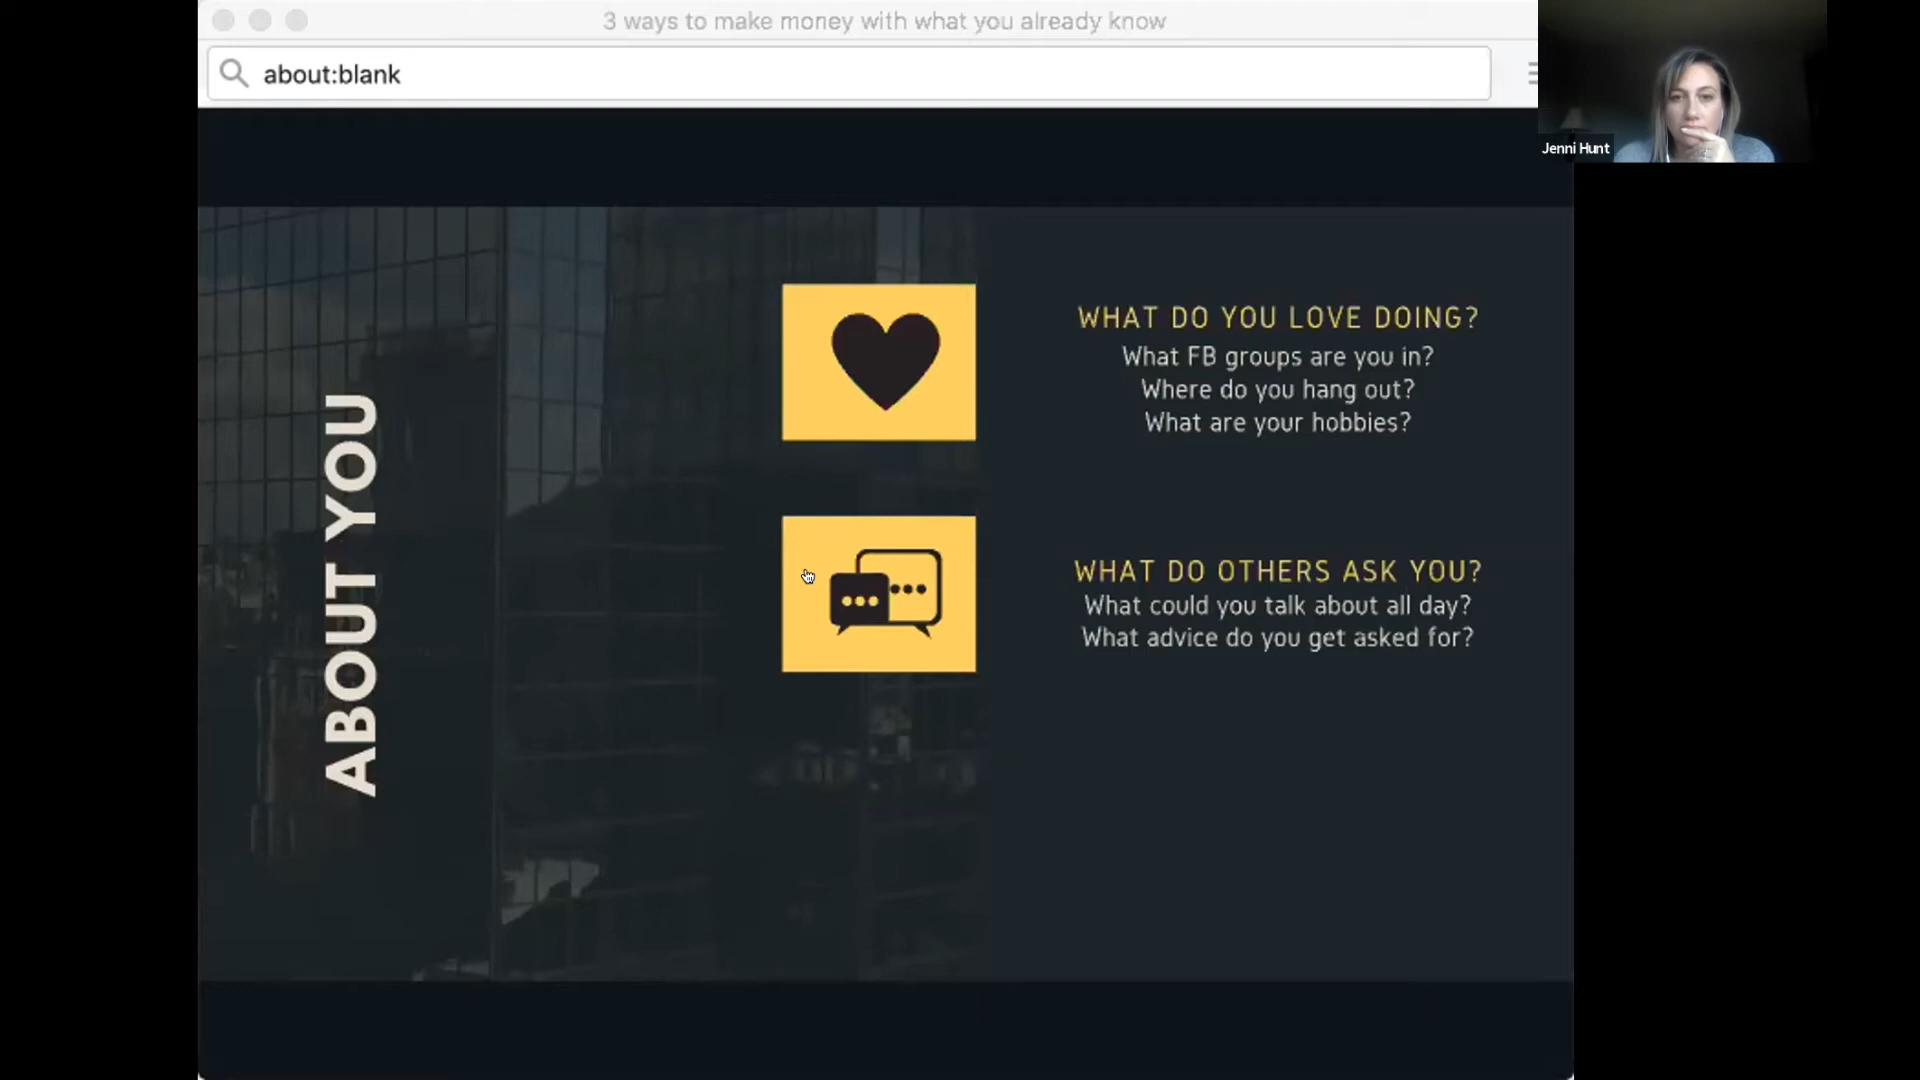 3 ways to make money with what you already know
about:blank
Jenni Hunt
ABOUT YOU
WHAT DO YOU LOVE DOING?
What FB groups are you in?
Where do you hang out?
What are your hobbies?
WHAT DO OTHERS ASK YOU?
What could you talk about all day?
What advice do you get asked for?